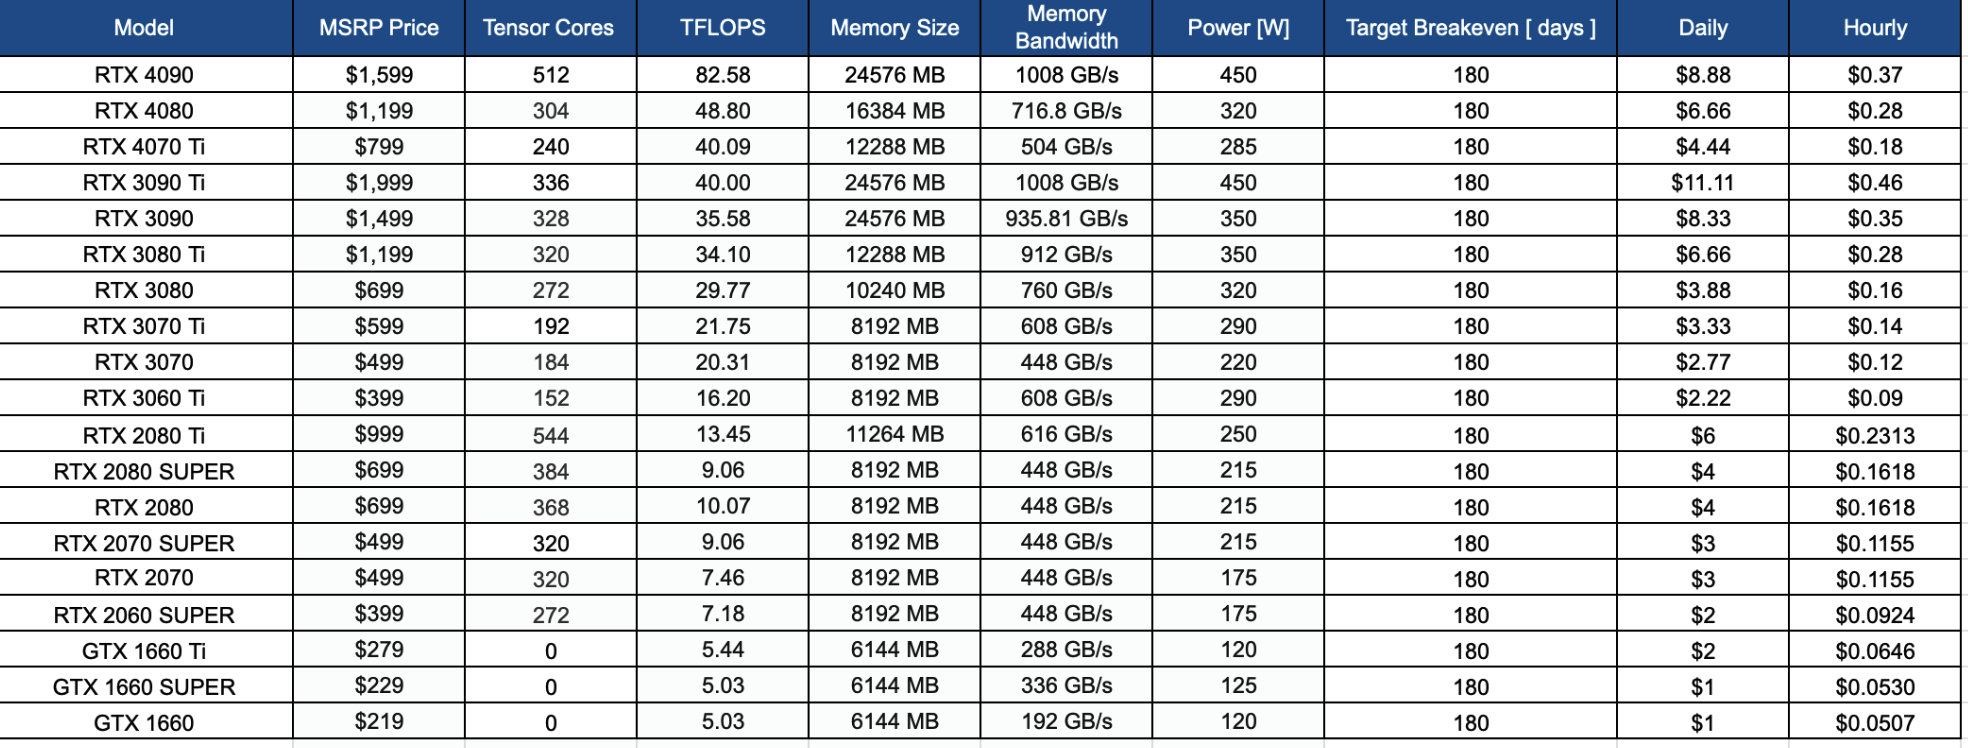 Model MSRP Price Tensor Cores TFLOPS Memory Size Memory Bandwidth Power [W] Target Breakeven [ days ] Daily Hourly
RTX 4090 $1,599 512 82.58 24576 MB 1008 GB/s 450 180 $8.88 $0.37
RTX 4080 $1,199 304 48.80 16384 MB 716.8 GB/s 320 180 $6.66 $0.28
RTX 4070 Ti $799 240 40.09 12288 MB 504 GB/s 285 180 $4.44 $0.18
RTX 3090 Ti $1,999 336 40.00 24576 MB 1008 GB/s 450 180 $11.11 $0.46
RTX 3090 $1,499 328 35.58 24576 MB 935.81 GB/s 350 180 $8.33 $0.35
RTX 3080 Ti $1,199 320 34.10 12288 MB 912 GB/s 350 180 $6.66 $0.28
RTX 3080 $699 272 29.77 10240 MB 760 GB/s 320 180 $3.88 $0.16
RTX 3070 Ti $599 192 21.75 8192 MB 608 GB/s 290 180 $3.33 $0.14
RTX 3070 $499 184 20.31 8192 MB 448 GB/s 220 180 $2.77 $0.12
RTX 3060 Ti $399 152 16.20 8192 MB 608 GB/s 290 180 $2.22 $0.09
RTX 2080 Ti $999 544 13.45 11264 MB 616 GB/s 250 180 $6 $0.2313
RTX 2080 SUPER $699 384 9.06 8192 MB 448 GB/s 215 180 $4 $0.1618
RTX 2080 $699 368 10.07 8192 MB 448 GB/s 215 180 $4 $0.1618
RTX 2070 SUPER $499 320 9.06 8192 MB 448 GB/s 215 180 $3 $0.1155
RTX 2070 $499 320 7.46 8192 MB 448 GB/s 175 180 $3 $0.1155
RTX 2060 SUPER $399 272 7.18 8192 MB 448 GB/s 175 180 $2 $0.0924
GTX 1660 Ti $279 0 5.44 6144 MB 288 GB/s 120 180 $2 $0.0646
GTX 1660 SUPER $229 0 5.03 6144 MB 336 GB/s 125 180 $1 $0.0530
GTX 1660 $219 0 5.03 6144 MB 192 GB/s 120 180 $1 $0.0507